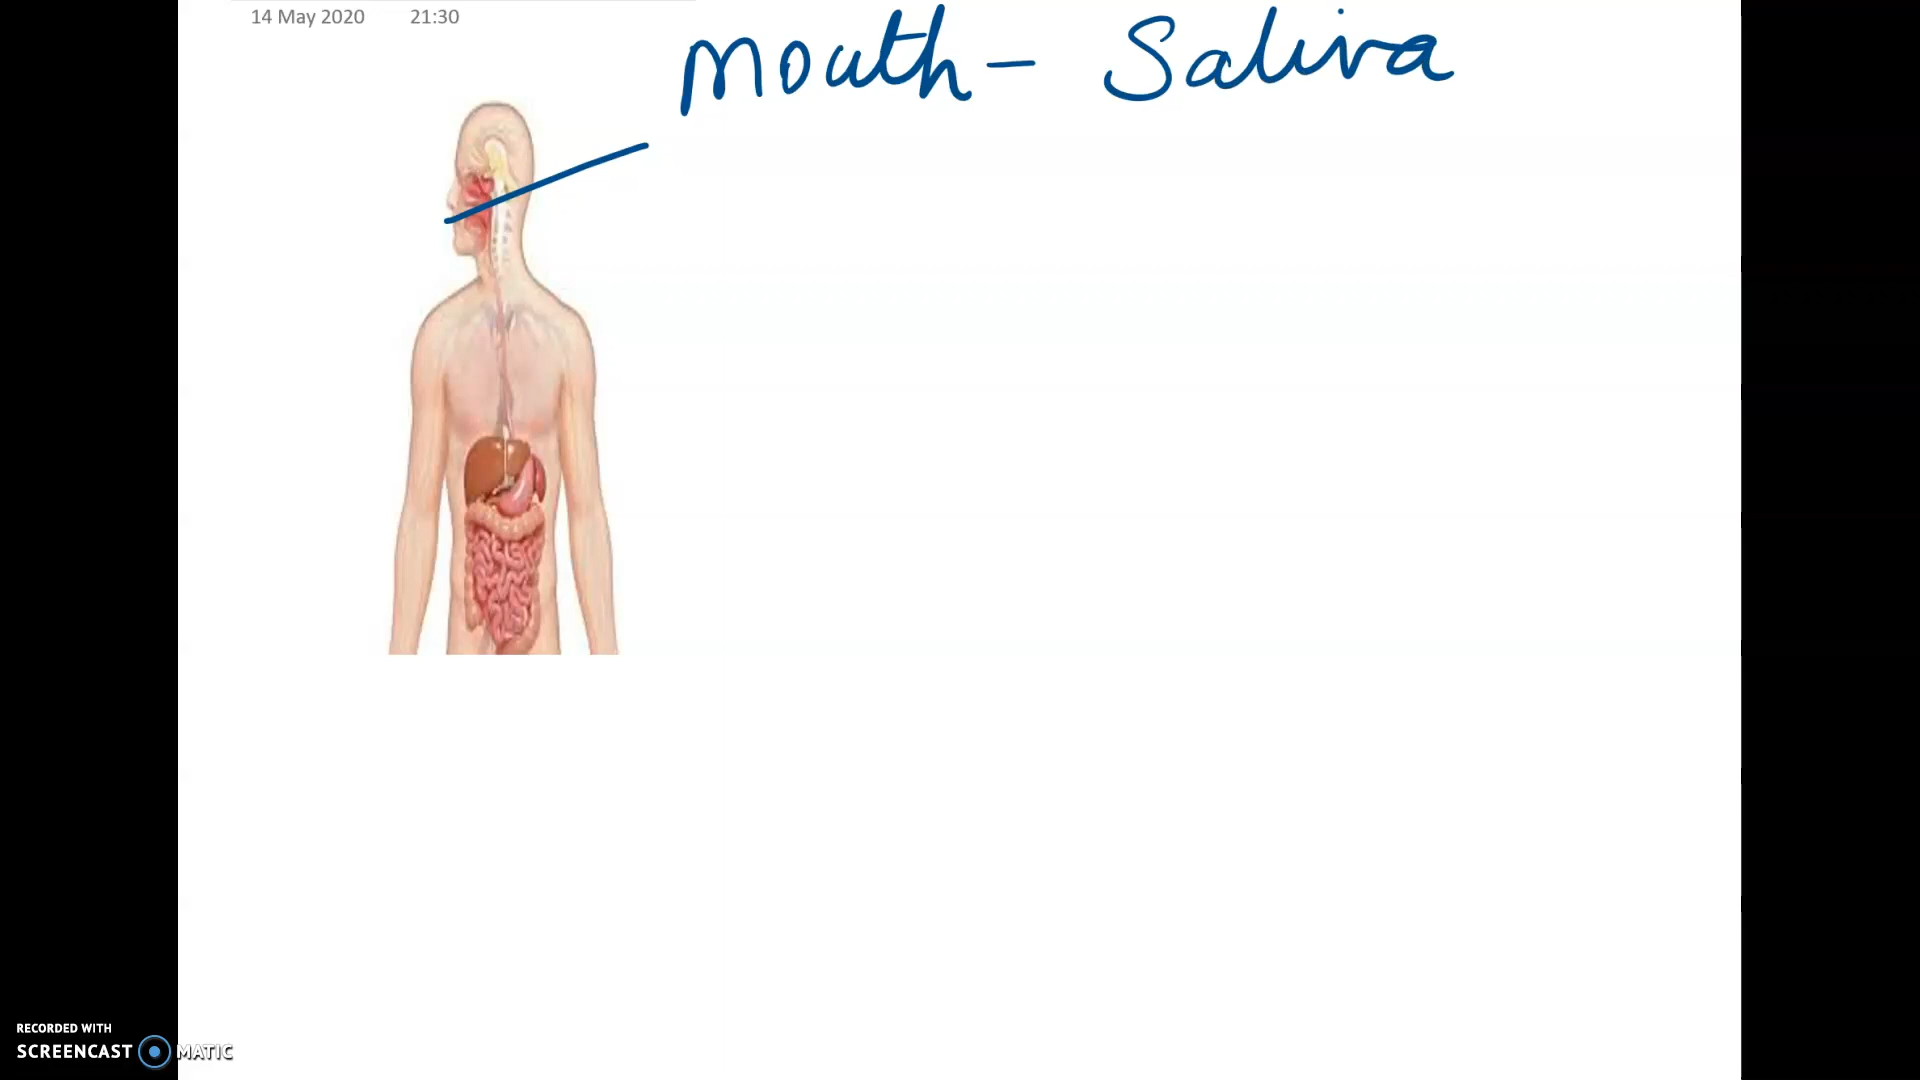 14 May 2020 21:30
Mouth - Saliva
RECORDED WITH
SCREENCAST MATIC